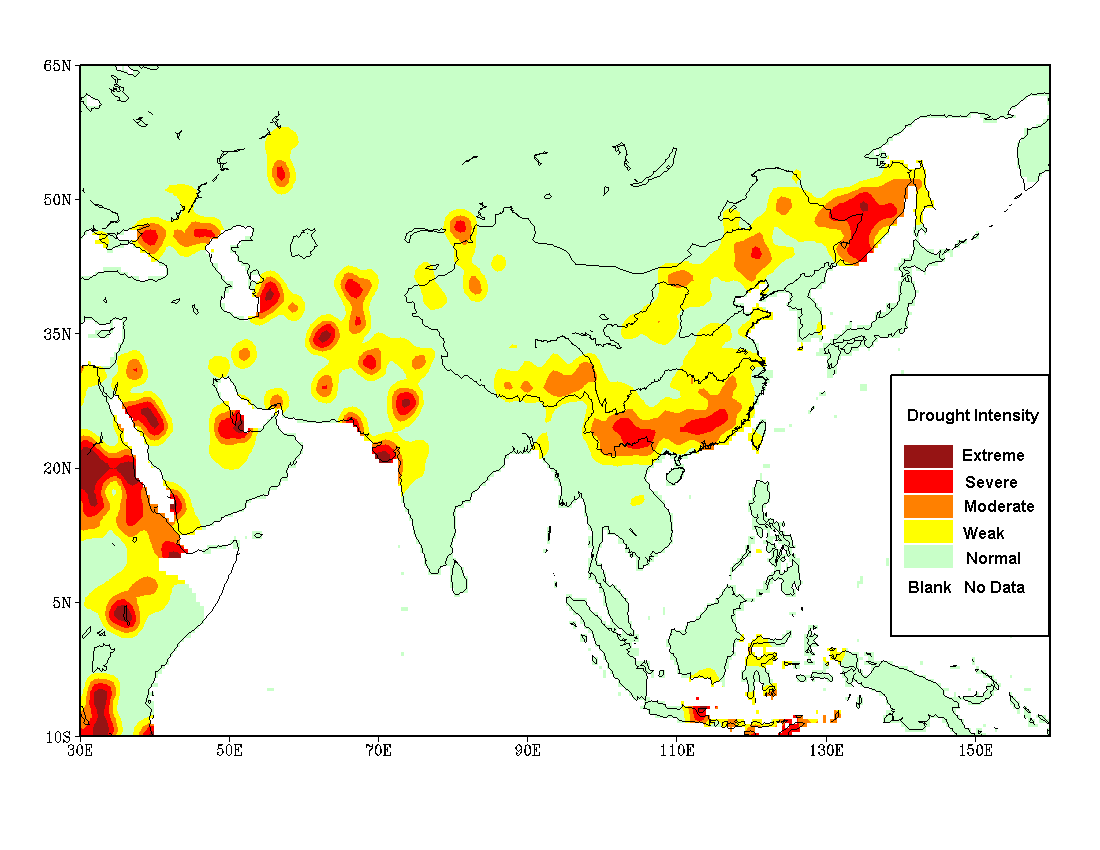 65N
50N
35N
20N
5N
10S
30E 50E 70E 90E 110E 130E 150E
Drought Intensity
Extreme
Severe
Moderate
Weak
Normal
Blank No Data